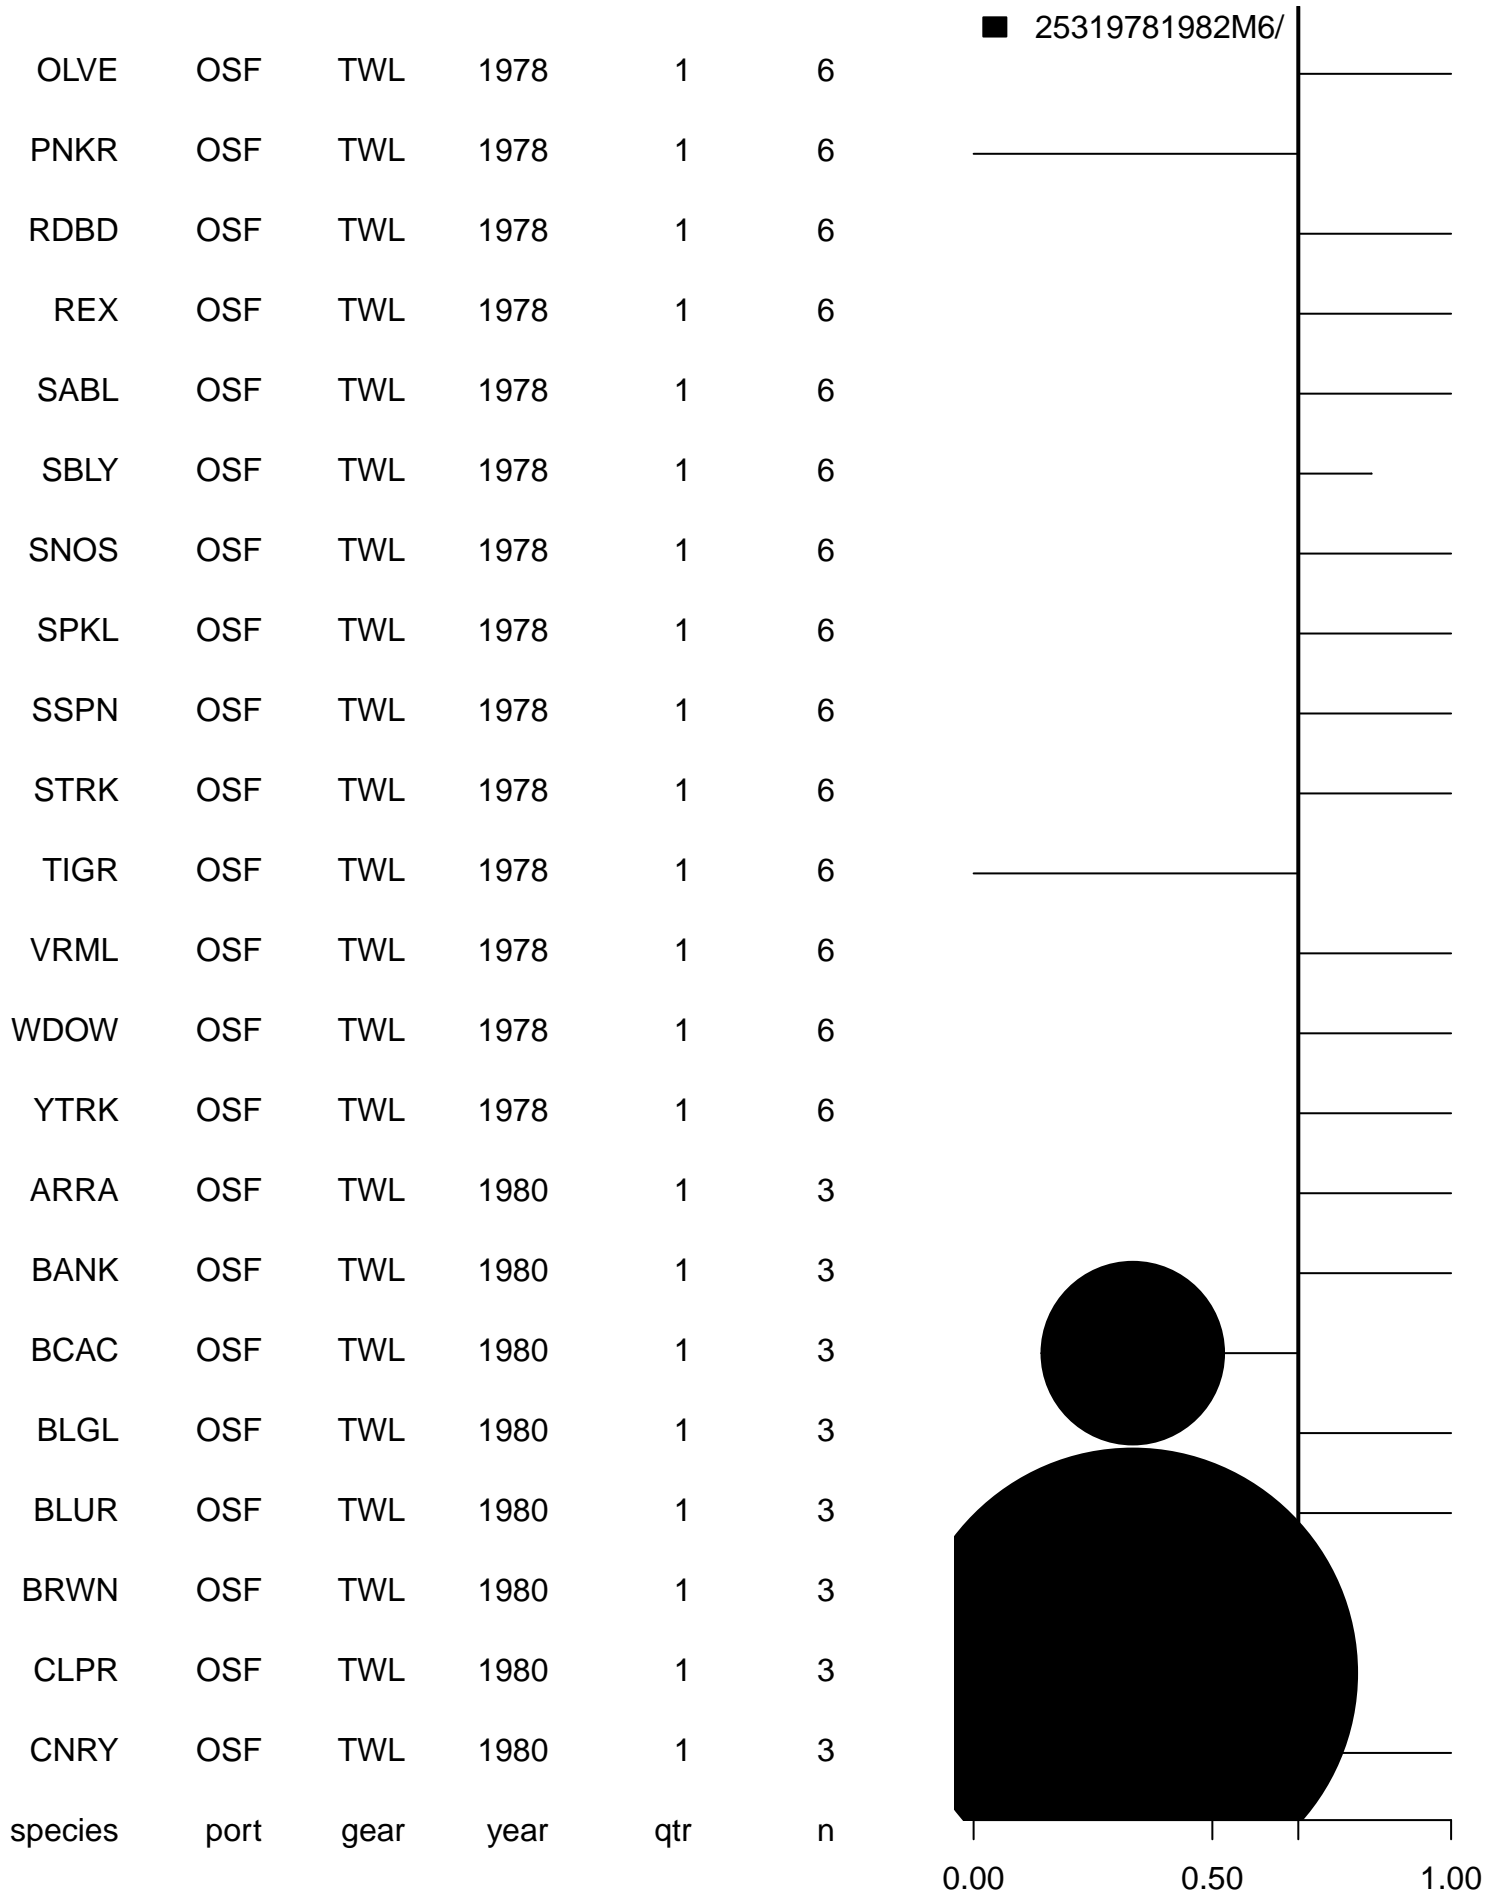 25319781982M6/
OLVE OSF TWL 1978 1 6
PNKR OSF TWL 1978 1 6
RDBD OSF TWL 1978 1 6
REX OSF TWL 1978 1 6
SABL OSF TWL 1978 1 6
SBLY OSF TWL 1978 1 6
SNOS OSF TWL 1978 1 6
SPKL OSF TWL 1978 1 6
SSPN OSF TWL 1978 1 6
STRK OSF TWL 1978 1 6
TIGR OSF TWL 1978 1 6
VRML OSF TWL 1978 1 6
WDOW OSF TWL 1978 1 6
YTRK OSF TWL 1978 1 6
ARRA OSF TWL 1980 1 3
BANK OSF TWL 1980 1 3
BCAC OSF TWL 1980 1 3
BLGL OSF TWL 1980 1 3
BLUR OSF TWL 1980 1 3
BRWN OSF TWL 1980 1 3
CLPR OSF TWL 1980 1 3
CNRY OSF TWL 1980 1 3
species port gear year qtr n
0.00 0.50 1.00